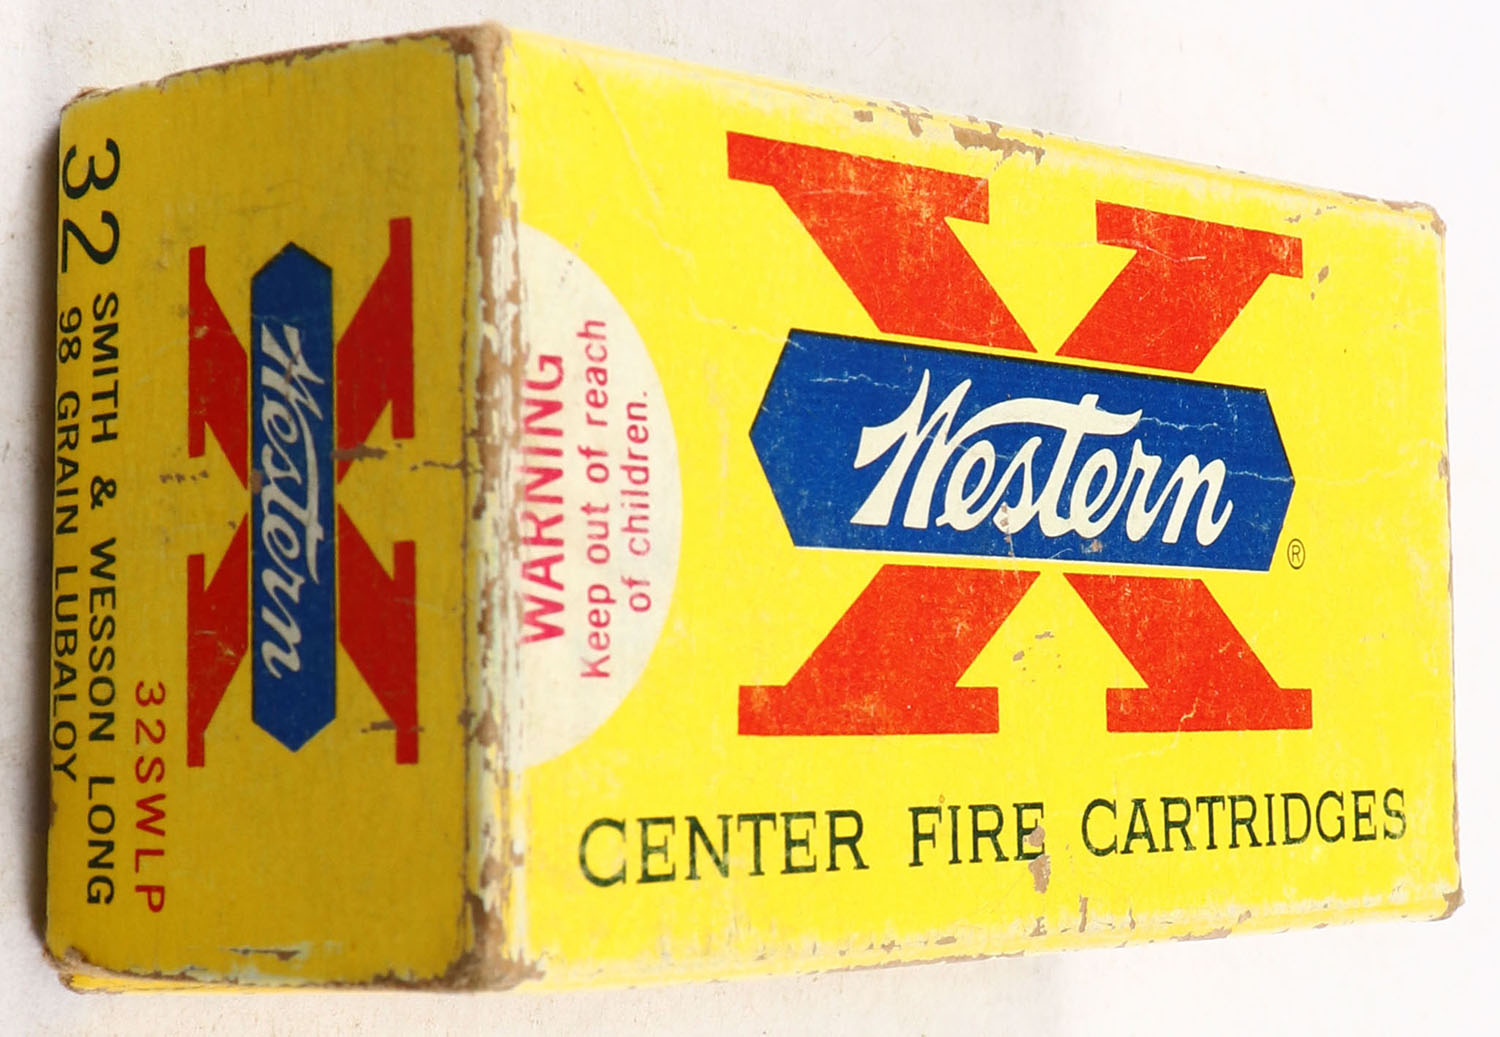 32 SMITH & WESSON LONG
98 GRAIN LUBALOY
32SWLP
Western
WARNING
Keep out of reach
of children.
X
Western
®
CENTER FIRE CARTRIDGES